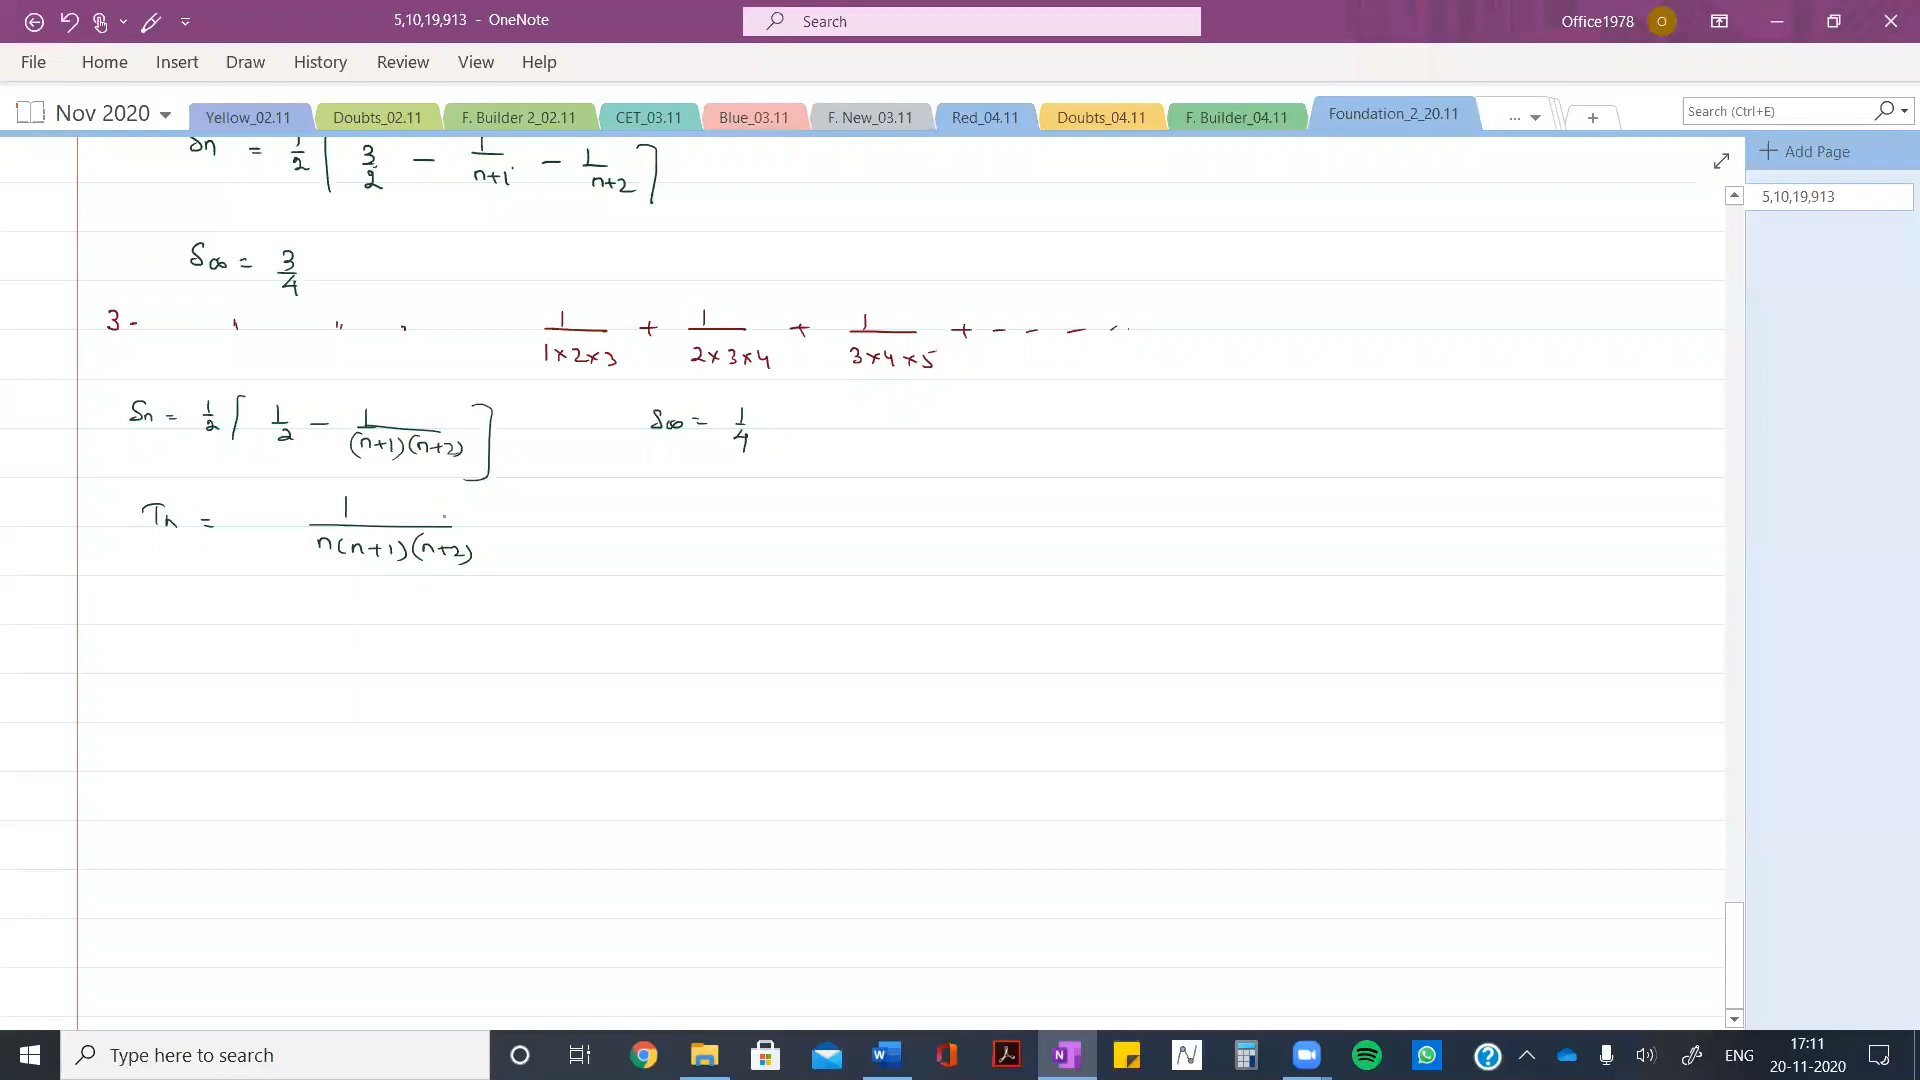 5,10,19,913 - OneNote
Search
Office1978
O
File Home Insert Draw History Review View Help
Nov 2020
Yellow_02.11 Doubts_02.11 F. Builder 2_02.11 CET_03.11 Blue_03.11 F. New_03.11 Red_04.11 Doubts_04.11 F. Builder_04.11 Foundation_2_20.11 ... +
Search (Ctrl+E)
+ Add Page
5,10,19,913
Sn = 1/2 [ 3/2 - 1/(n+1) - 1/(n+2) ]
S∞ = 3/4
3- " " " 1/(1×2×3) + 1/(2×3×4) + 1/(3×4×5) + - - - - -
Sn = 1/2 [ 1/2 - 1/((n+1)(n+2)) ] S∞ = 1/4
Tn = 1/(n(n+1)(n+2))
Type here to search
ENG
17:11
20-11-2020